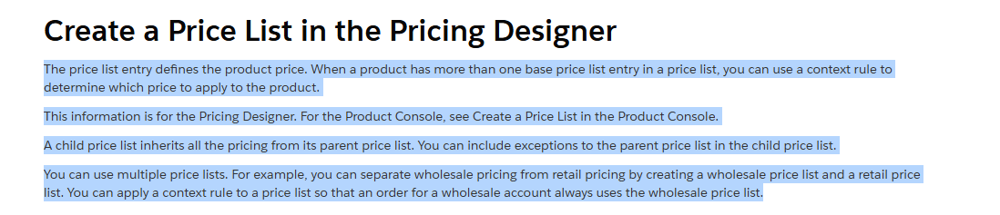 Create a Price List in the Pricing Designer
The price list entry defines the product price. When a product has more than one base price list entry in a price list, you can use a context rule to
determine which price to apply to the product.
This information is for the Pricing Designer. For the Product Console, see Create a Price List in the Product Console.
A child price list inherits all the pricing from its parent price list. You can include exceptions to the parent price list in the child price list.
You can use multiple price lists. For example, you can separate wholesale pricing from retail pricing by creating a wholesale price list and a retail price
list. You can apply a context rule to a price list so that an order for a wholesale account always uses the wholesale price list.